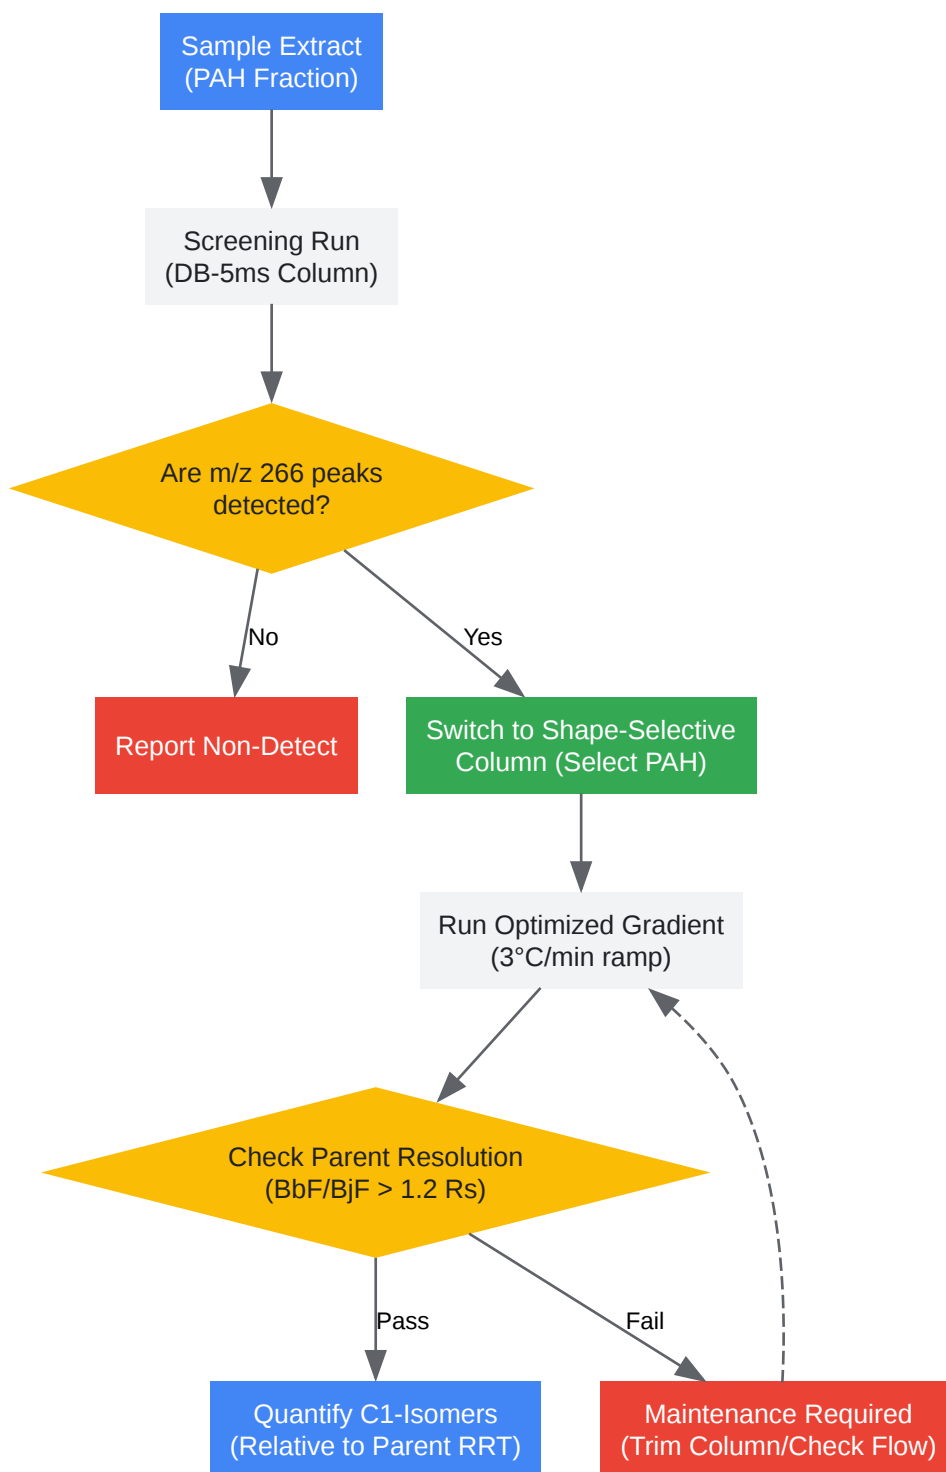 Sample Extract
(PAH Fraction)
Screening Run
(DB-5ms Column)
Are m/z 266 peaks
detected?
No
Yes
Report Non-Detect
Switch to Shape-Selective
Column (Select PAH)
Run Optimized Gradient
(3°C/min ramp)
Check Parent Resolution
(BbF/BjF > 1.2 Rs)
Pass
Fail
Quantify C1-Isomers
(Relative to Parent RRT)
Maintenance Required
(Trim Column/Check Flow)